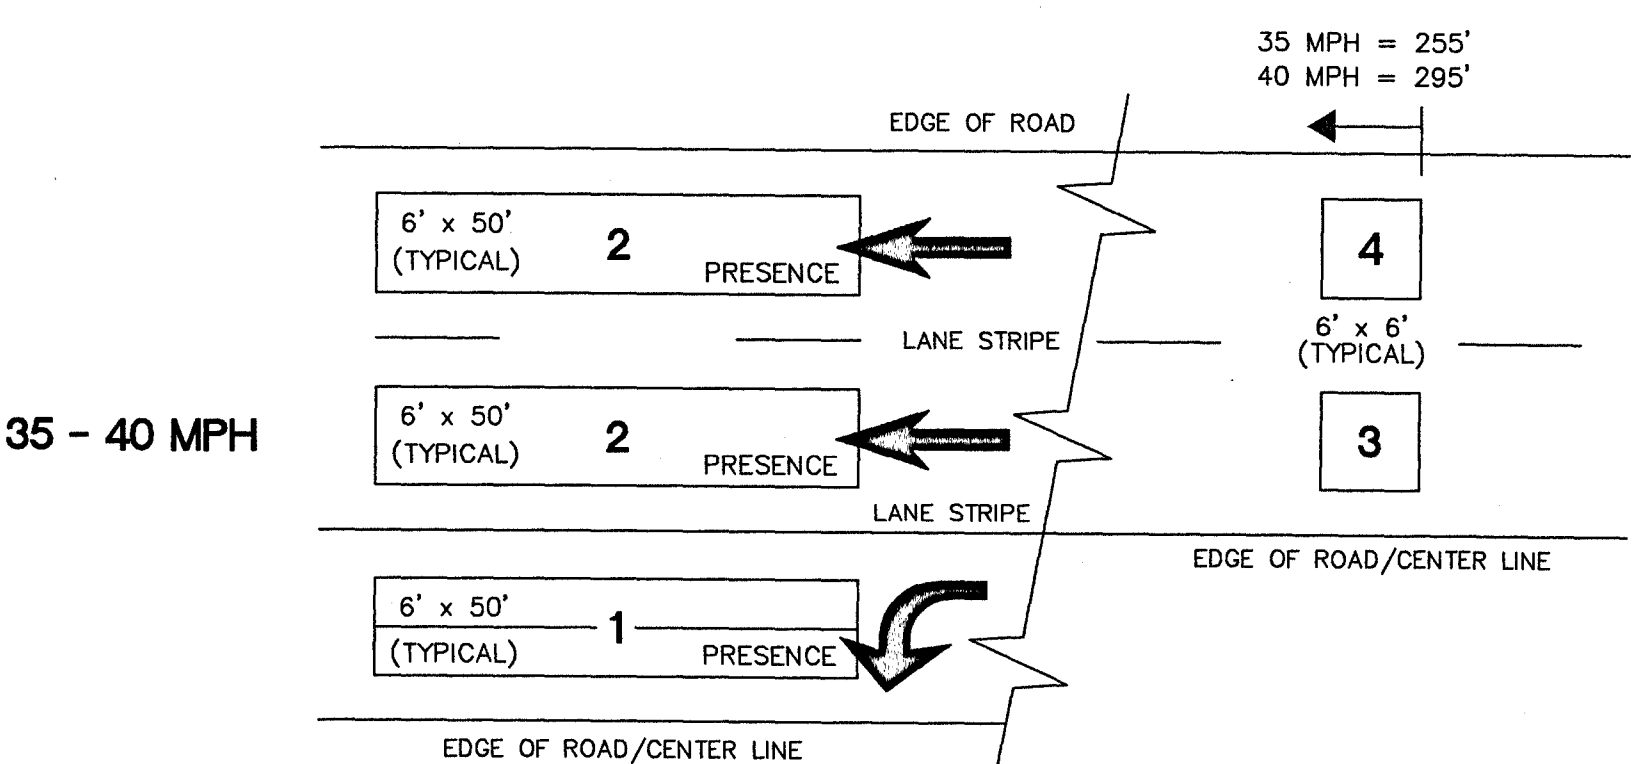 35 MPH = 255'
40 MPH = 295'
EDGE OF ROAD
6' x 50'
(TYPICAL)
2
PRESENCE
4
LANE STRIPE
6' x 6'
(TYPICAL)
35 - 40 MPH
6' x 50'
(TYPICAL)
2
PRESENCE
3
LANE STRIPE
EDGE OF ROAD/CENTER LINE
6' x 50'
(TYPICAL)
1
PRESENCE
EDGE OF ROAD/CENTER LINE